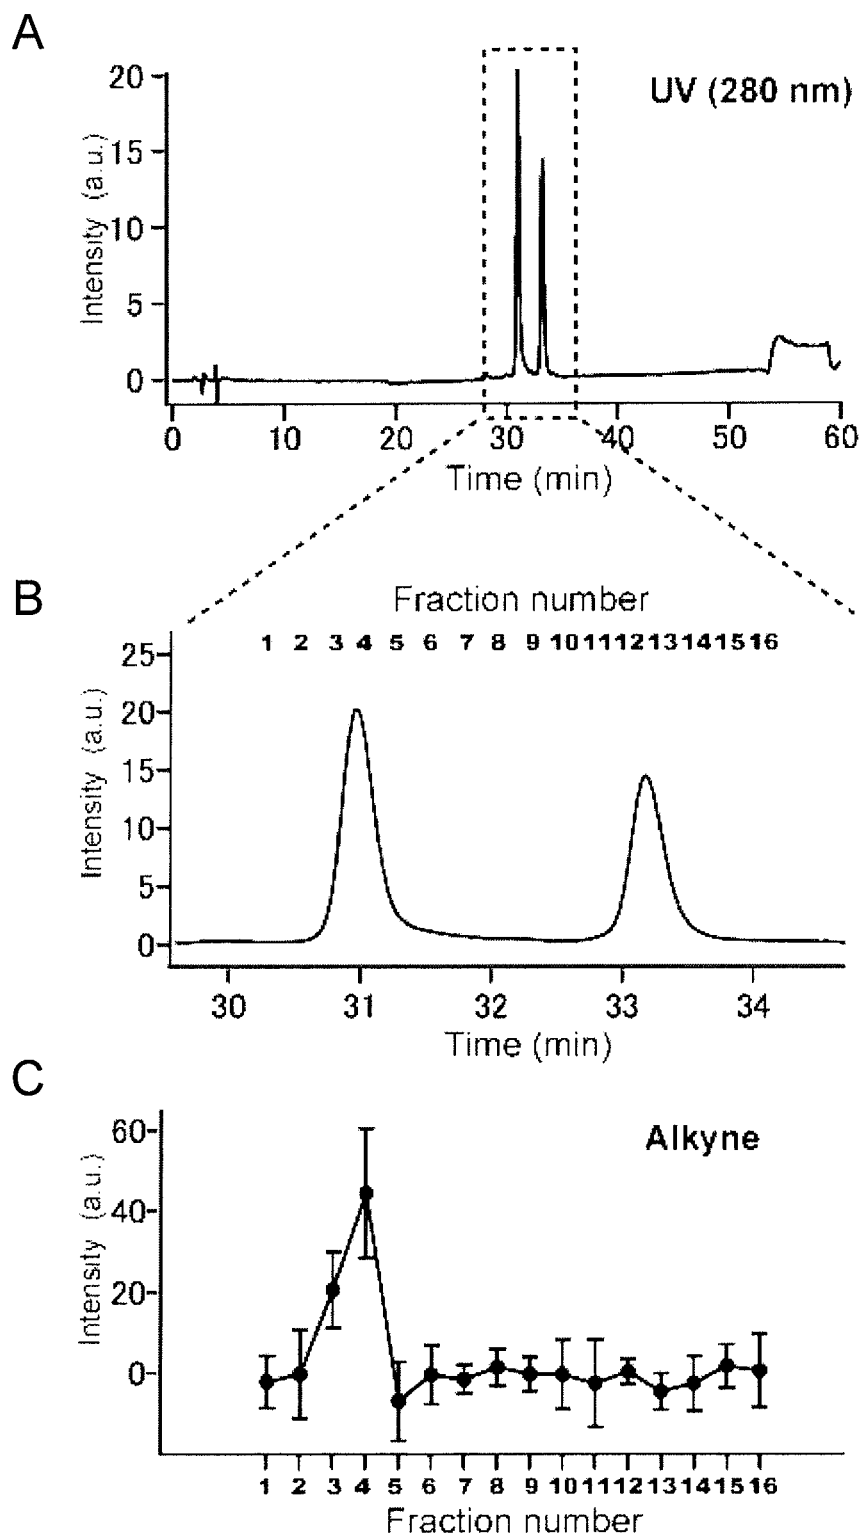 A
UV (280 nm)
Intensity (a.u.)
20
15
10
5
0
0 10 20 30 40 50 60
Time (min)
B
Fraction number
1 2 3 4 5 6 7 8 9 10 11 12 13 14 15 16
Intensity (a.u.)
25
20
15
10
5
0
30 31 32 33 34
Time (min)
C
Alkyne
Intensity (a.u.)
60
40
20
0
1 2 3 4 5 6 7 8 9 10 11 12 13 14 15 16
Fraction number